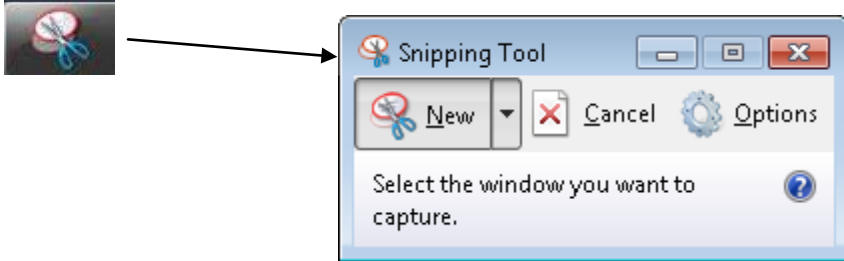 Snipping Tool
New Cancel Options
Select the window you want to
capture.